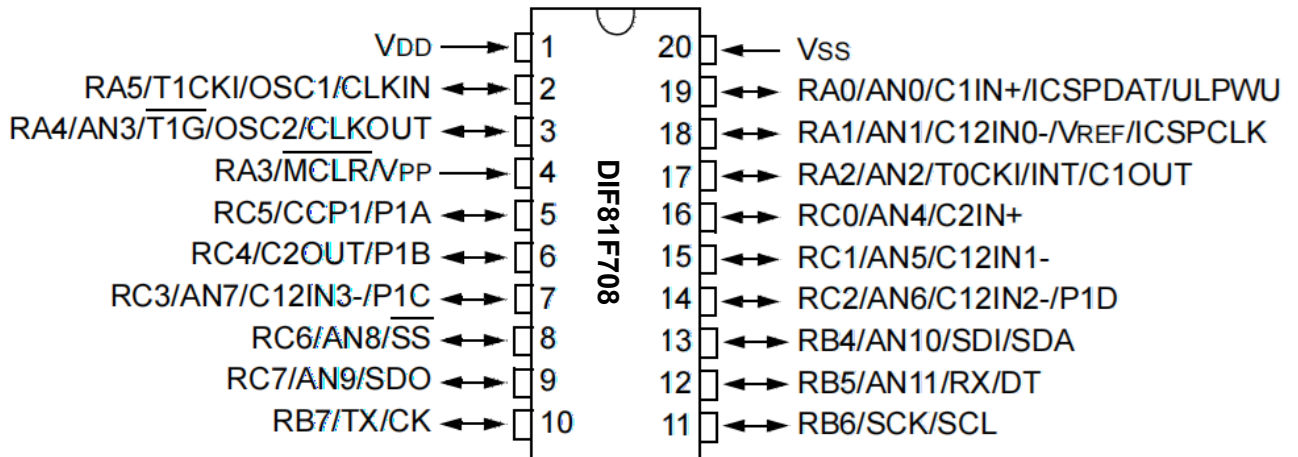 VDD 1 20 VSS
RA5/T1CKI/OSC1/CLKIN 2 19 RA0/AN0/C1IN+/ICSPDAT/ULPWU
RA4/AN3/T1G/OSC2/CLKOUT 3 18 RA1/AN1/C12IN0-/VREF/ICSPCLK
RA3/MCLR/VPP 4 17 RA2/AN2/T0CKI/INT/C1OUT
RC5/CCP1/P1A 5 16 RC0/AN4/C2IN+
RC4/C2OUT/P1B 6 15 RC1/AN5/C12IN1-
RC3/AN7/C12IN3-/P1C 7 14 RC2/AN6/C12IN2-/P1D
RC6/AN8/SS 8 13 RB4/AN10/SDI/SDA
RC7/AN9/SDO 9 12 RB5/AN11/RX/DT
RB7/TX/CK 10 11 RB6/SCK/SCL
DIF81F708